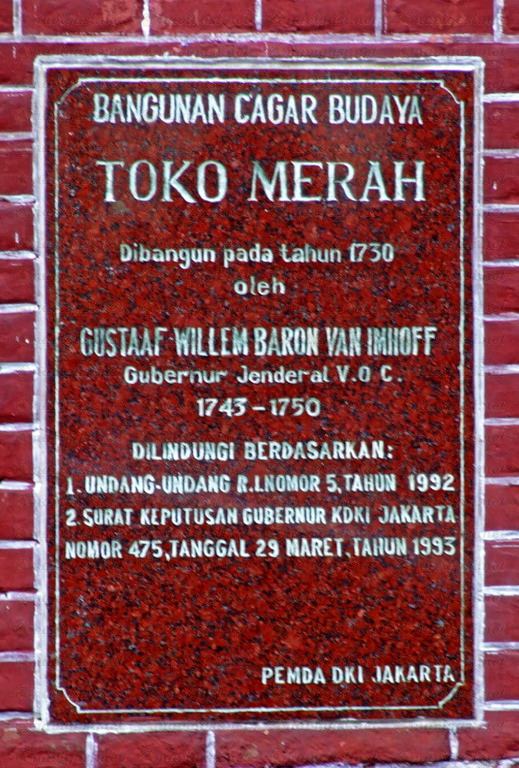 BANGUNAN CAGAR BUDAYA
TOKO MERAH
Dibangun pada tahun 1730
oleh
GUSTAAF WILLEM BARON VAN IMHOFF
Gubernur Jenderal V.O C.
1743 - 1750
DILINDUNGI BERDASARKAN:
1. UNDANG-UNDANG R.I.NOMOR 5, TAHUN 1992
2. SURAT KEPUTUSAN GUBERNUR KDKI JAKARTA
NOMOR 475, TANGGAL 29 MARET, TAHUN 1993
PEMDA DKI JAKARTA